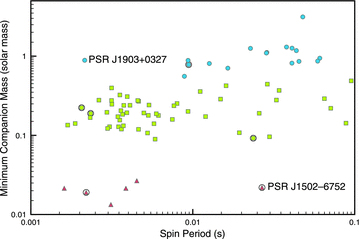 Minimum Companion Mass (solar mass)
1
0.1
0.01
PSR J1903+0327
PSR J1502–6752
0.001
0.01
0.1
Spin Period (s)